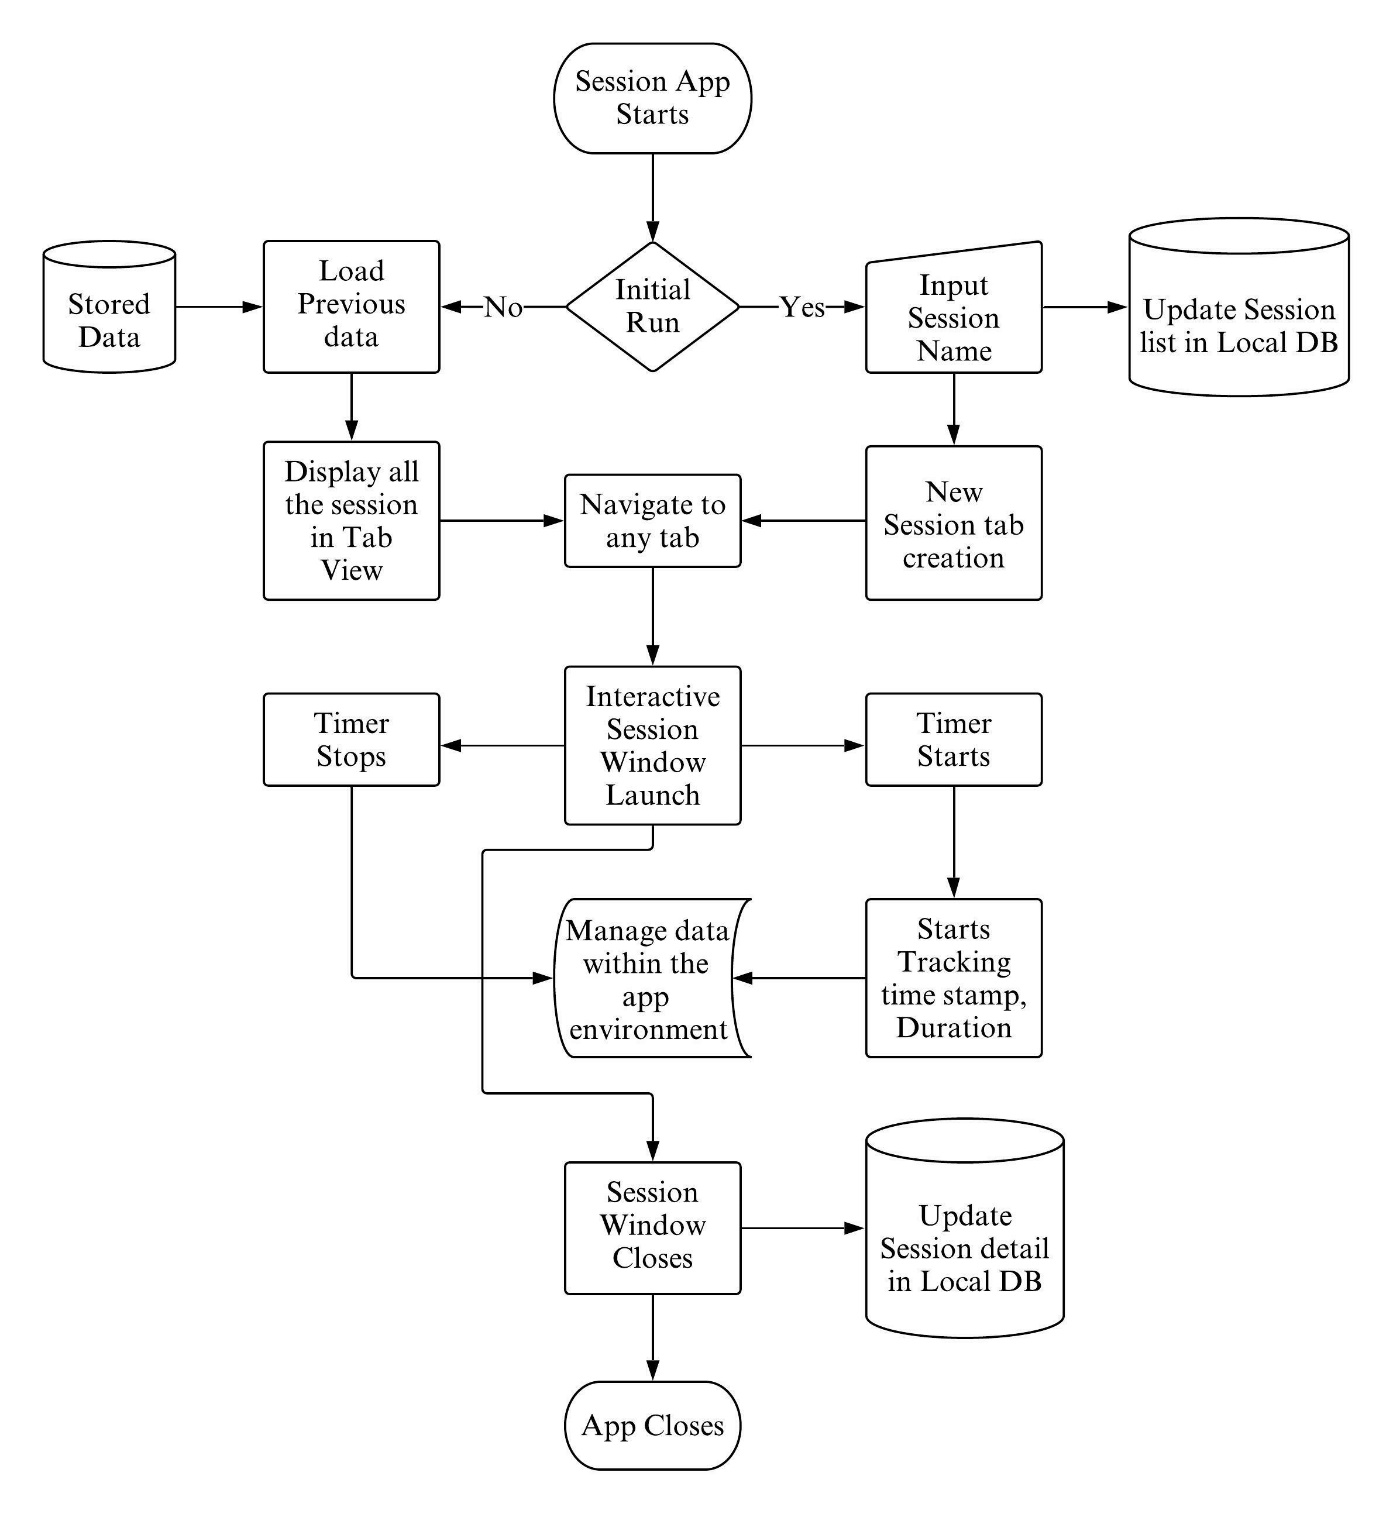 Session App
Starts
Stored
Data
Load
Previous
data
No
Initial
Run
Yes
Input
Session
Name
Update Session
list in Local DB
Display all
the session
in Tab
View
Navigate to
any tab
New
Session tab
creation
Timer
Stops
Interactive
Session
Window
Launch
Timer
Starts
Manage data
within the
app
environment
Starts
Tracking
time stamp,
Duration
Session
Window
Closes
Update
Session detail
in Local DB
App Closes